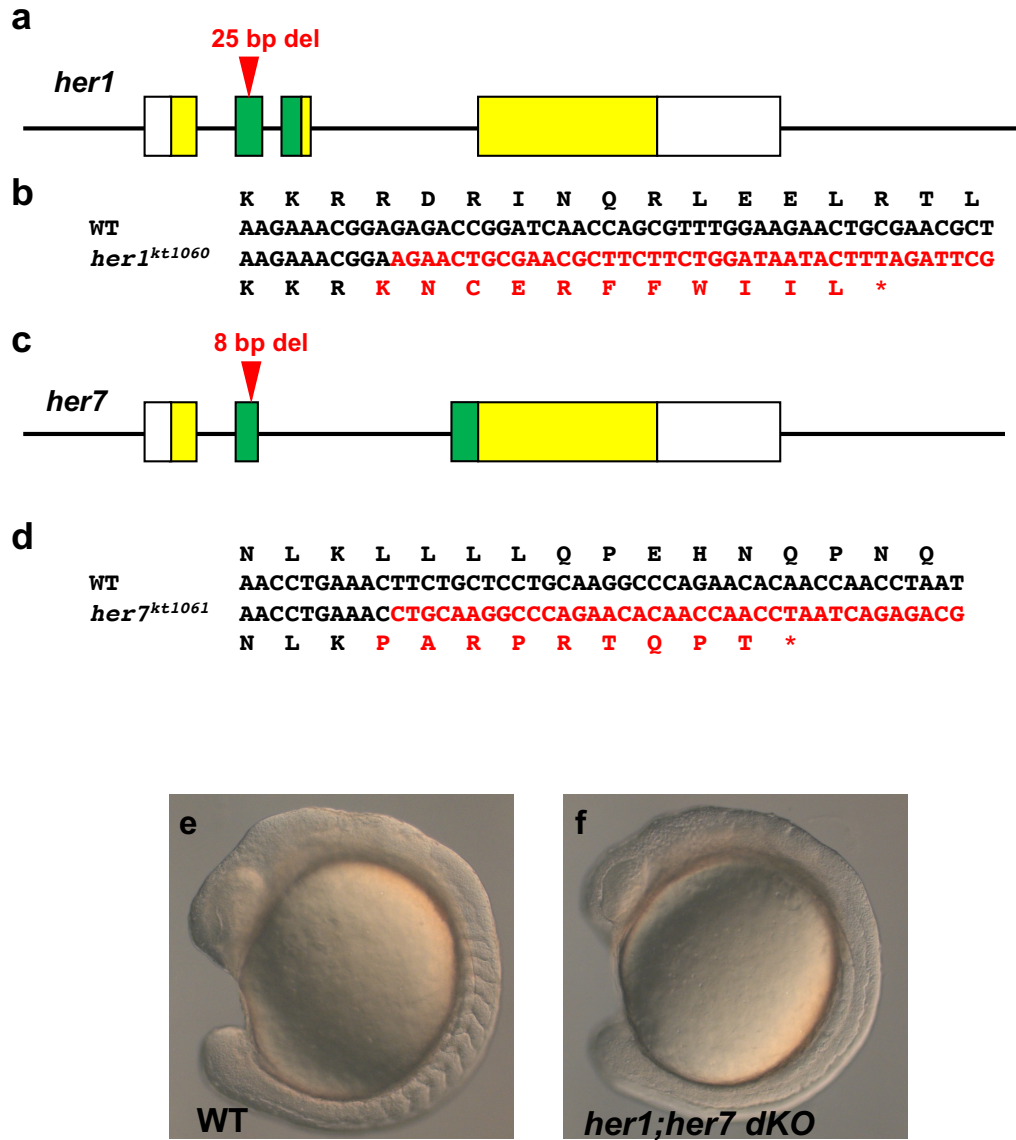 a
25 bp del
her1
b
K K R R D R I N Q R L E E L R T L
WT AAGAAACGGAGAGACCGGATCAACCAGCGTTTGGAAGAACTGCGAACGCT
her1kt1060 AAGAAACGGAAGAACTGCGAACGCTTCTTCTGGATAATACTTTAGATTCG
K K R K N C E R F F W I I L *
c
8 bp del
her7
d
N L K L L L L Q P E H N Q P N Q
WT AACCTGAAACTTCTGCTCCTGCAAGGCCCAGAACACAACCAACCTAAT
her7kt1061 AACCTGAAACCCTGCAAGGCCCAGAACACAACCAACCTAATCAGAGACG
N L K P A R P R T Q P T *
e
WT
f
her1;her7 dKO